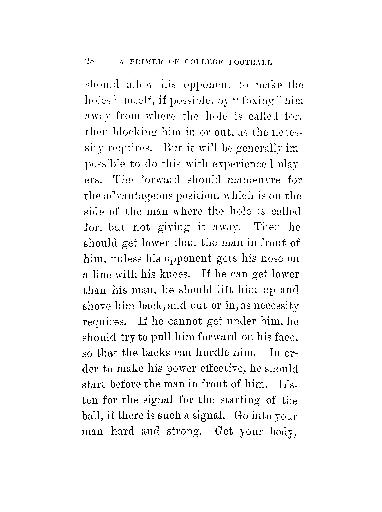 28 A PRIMER OF COLLEGE FOOTBALL
should allow his opponent to make the
hole himself, if possible, by "foxing" him
away from where the hole is called for,
then blocking him in or out, as the neces-
sity requires. But it will be generally im-
possible to do this with experienced play-
ers. The forward should manœuvre for
the advantageous position, which is on the
side of the man where the hole is called
for, but not giving it away. Then he
should get lower than the man in front of
him, unless his opponent gets his nose on
a line with his knees. If he can get lower
than his man, he should lift him up and
shove him back, and out or in, as necessity
requires. If he cannot get under him, he
should try to pull him forward on his face,
so that the backs can hurdle him. In or-
der to make his power effective, he should
start before the man in front of him. Lis-
ten for the signal for the starting of the
ball, if there is such a signal. Go into your
man hard and strong. Get your body,